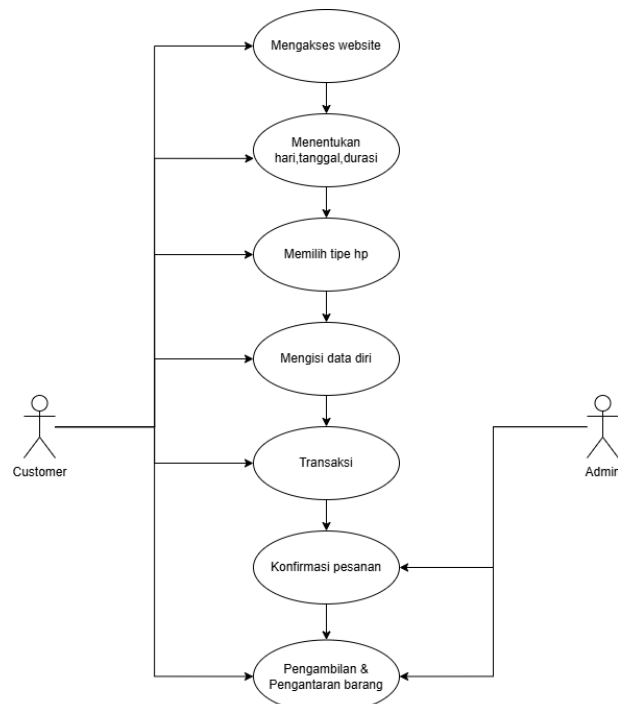 Mengakses website
Menentukan
hari,tanggal,durasi
Memilih tipe hp
Mengisi data diri
Customer
Transaksi
Admin
Konfirmasi pesanan
Pengambilan &
Pengantaran barang